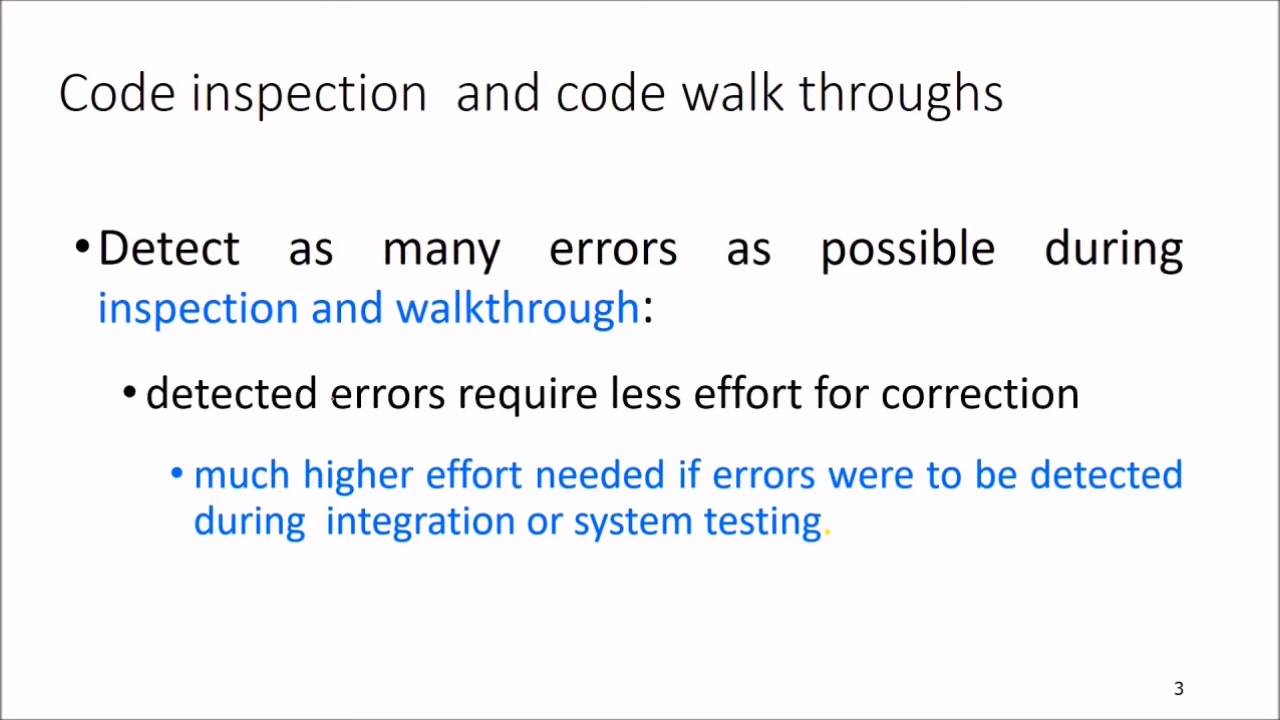 Code inspection and code walk throughs
•Detect as many errors as possible during
inspection and walkthrough:
• detected errors require less effort for correction
• much higher effort needed if errors were to be detected
during integration or system testing.
3